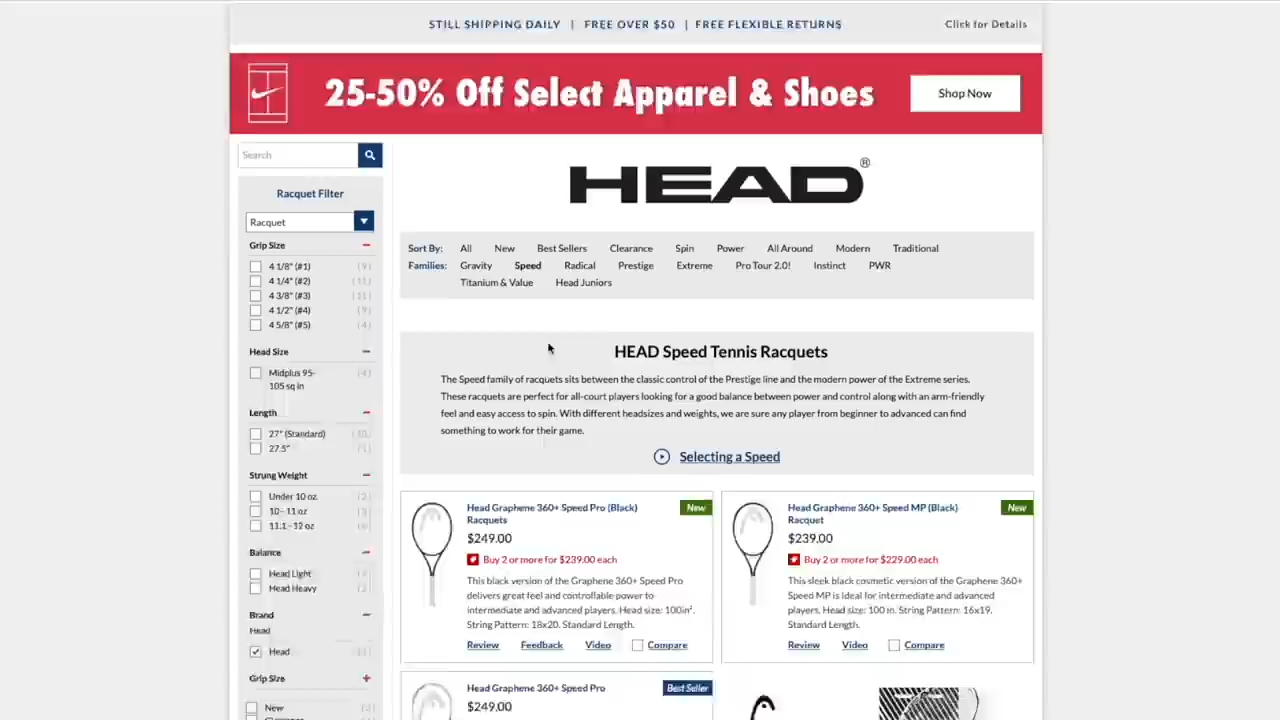 STILL SHIPPING DAILY | FREE OVER $50 | FREE FLEXIBLE RETURNS
Click for Details
25-50% Off Select Apparel & Shoes
Shop Now
Search
Racquet Filter
Racquet
Grip Size
4 1/8" (#1) (9)
4 1/4" (#2) (11)
4 3/8" (#3) (11)
4 1/2" (#4) (9)
4 5/8" (#5) (4)
Head Size
Midplus 95-
105 sq in
Length
27" (Standard)
27.5"
Strung Weight
Under 10 oz.
10-11 oz
11.1-12 oz
Balance
Head Light
Head Heavy
Brand
Head
Head
Grip Size
New
HEAD®
Sort By: All New Best Sellers Clearance Spin Power All Around Modern Traditional
Families: Gravity Speed Radical Prestige Extreme Pro Tour 2.0! Instinct PWR
Titanium & Value Head Juniors
HEAD Speed Tennis Racquets
The Speed family of racquets sits between the classic control of the Prestige line and the modern power of the Extreme series.
These racquets are perfect for all-court players looking for a good balance between power and control along with an arm-friendly
feel and easy access to spin. With different headsizes and weights, we are sure any player from beginner to advanced can find
something to work for their game.
Selecting a Speed
Head Graphene 360+ Speed Pro (Black)
Racquets
New
$249.00
Buy 2 or more for $239.00 each
This black version of the Graphene 360+ Speed Pro
delivers great feel and controllable power to
intermediate and advanced players. Head size: 100in².
String Pattern: 18x20. Standard Length.
Review Feedback Video Compare
Head Graphene 360+ Speed MP (Black)
Racquet
New
$239.00
Buy 2 or more for $229.00 each
This sleek black cosmetic version of the Graphene 360+
Speed MP is ideal for intermediate and advanced
players. Head size: 100 in. String Pattern: 16x19.
Standard Length.
Review Video Compare
Head Graphene 360+ Speed Pro
Best Seller
$249.00